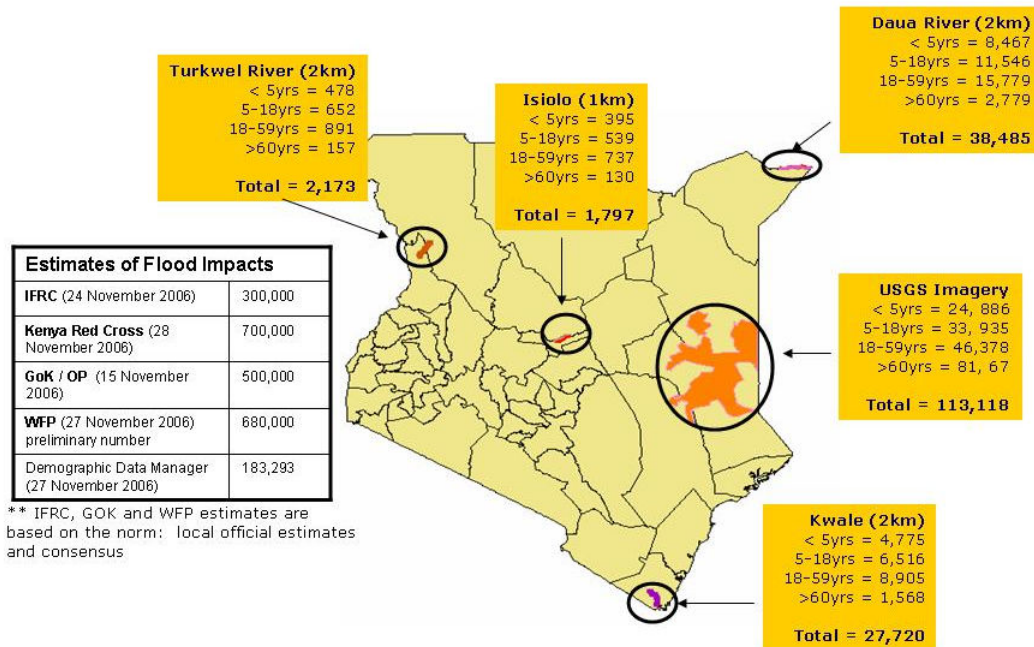 Turkwel River (2km)
< 5yrs = 478
5-18yrs = 652
18-59yrs = 891
>60yrs = 157
Total = 2,173
Isiolo (1km)
< 5yrs = 395
5-18yrs = 539
18-59yrs = 737
>60yrs = 130
Total = 1,797
Daua River (2km)
< 5yrs = 8,467
5-18yrs = 11,546
18-59yrs = 15,779
>60yrs = 2,779
Total = 38,485
Estimates of Flood Impacts
IFRC (24 November 2006) 300,000
Kenya Red Cross (28 700,000
November 2006)
GoK / OP (15 November 500,000
2006)
WFP (27 November 2006) 680,000
preliminary number
Demographic Data Manager 183,293
(27 November 2006)
** IFRC, GOK and WFP estimates are
based on the norm: local official estimates
and consensus
USGS Imagery
< 5yrs = 24, 886
5-18yrs = 33, 935
18-59yrs = 46,378
>60yrs = 81, 67
Total = 113,118
Kwale (2km)
< 5yrs = 4,775
5-18yrs = 6,516
18-59yrs = 8,905
>60yrs = 1,568
Total = 27,720